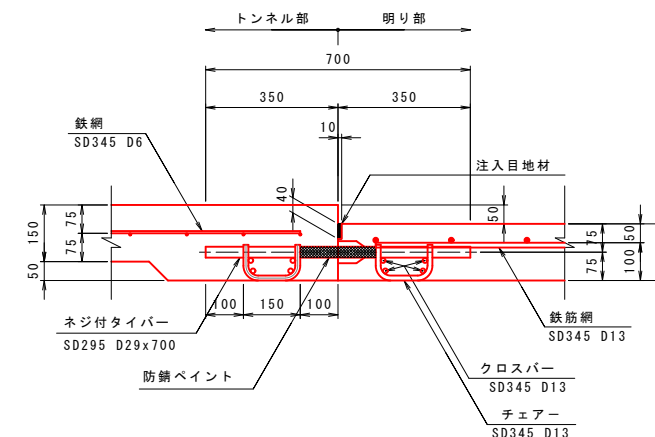 トンネル部
明り部
700
350
350
10
鉄網
SD345 D6
注入目地材
40
50
150
75
75
50
75
50
75
100
100
150
100
ネジ付タイバー
SD295 D29x700
防錆ペイント
鉄筋網
SD345 D13
クロスバー
SD345 D13
チェアー
SD345 D13